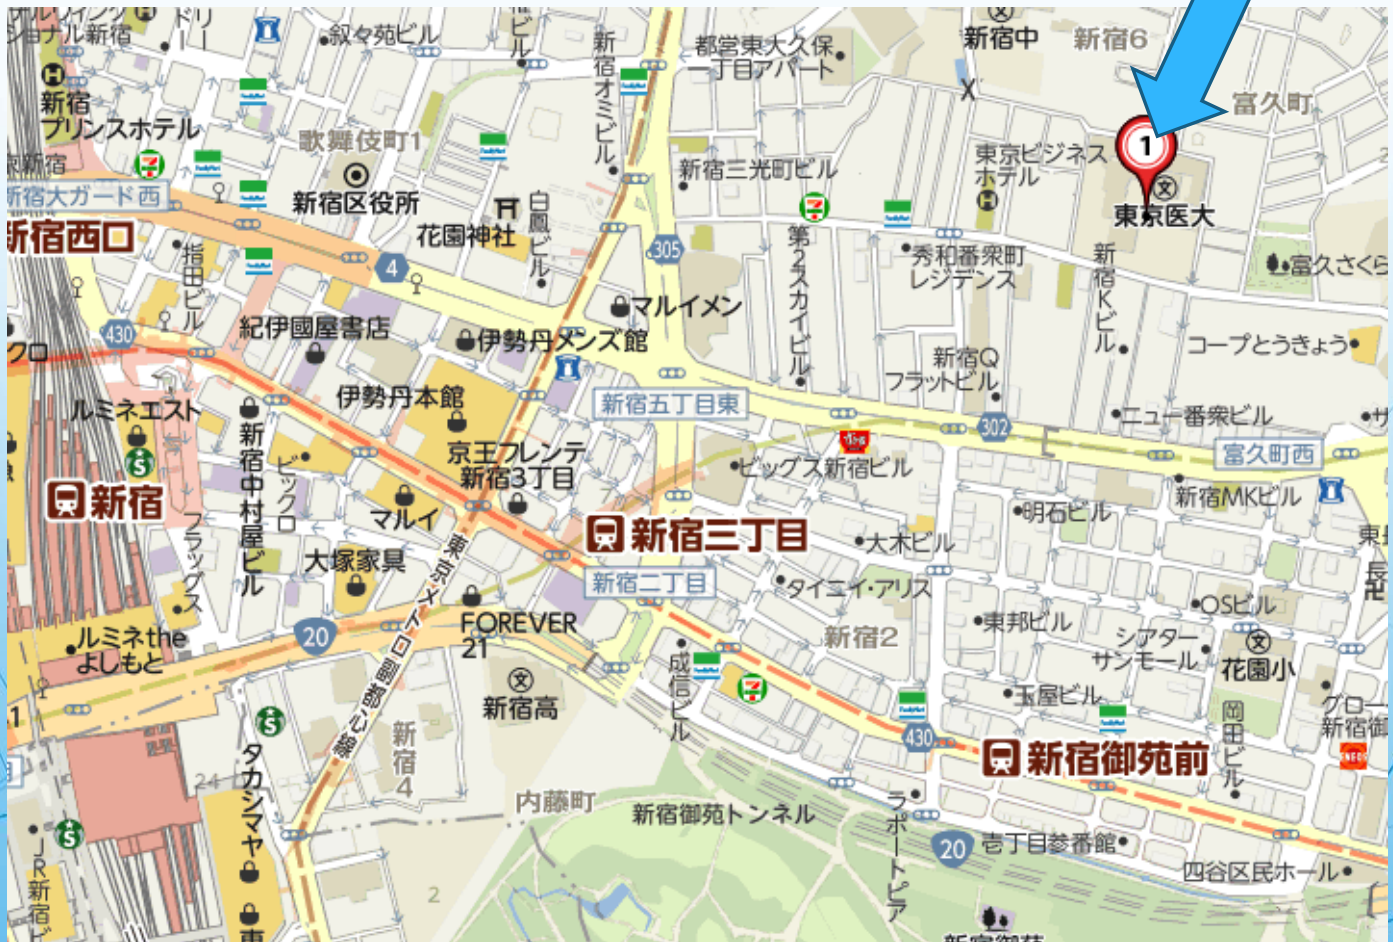 ショナル新宿
叙々苑ビル
新宿オミビル
都営東大久保
一丁目アパート
新宿中
新宿6
富久町
新宿
プリンスホテル
歌舞伎町1
新宿三光町ビル
東京ビジネス
ホテル
1
新宿大ガード西
新宿区役所
花園神社
白鳳ビル
東京医大
新宿西口
指田ビル
4
305
第2スカイビル
秀和番衆町
レジデンス
新宿Kビル
富久さくら
マルイメン
430
紀伊國屋書店
伊勢丹メンズ館
新宿Q
フラットビル
コープとうきょう
ルミネエスト
伊勢丹本館
新宿五丁目東
302
ニュー番衆ビル
富久町西
新宿中村屋ビル
ビックロ
京王フレンテ
新宿3丁目
ビッグス新宿ビル
新宿MKビル
新宿
フラッグス
マルイ
新宿三丁目
大木ビル
明石ビル
大塚家具
東京メトロ副都心線
新宿二丁目
タイニイ・アリス
OSビル
20
FOREVER
21
新宿2
東邦ビル
シアター
サンモール
花園小
ルミネthe
よしもと
新宿高
成信ビル
玉屋ビル
岡田ビル
グロー
新宿御
新宿4
430
新宿御苑前
タカシマヤ
24
内藤町
新宿御苑トンネル
ラポートピア
20
壱丁目参番館
四谷区民ホール
JR新宿ビ
2
新宿御苑